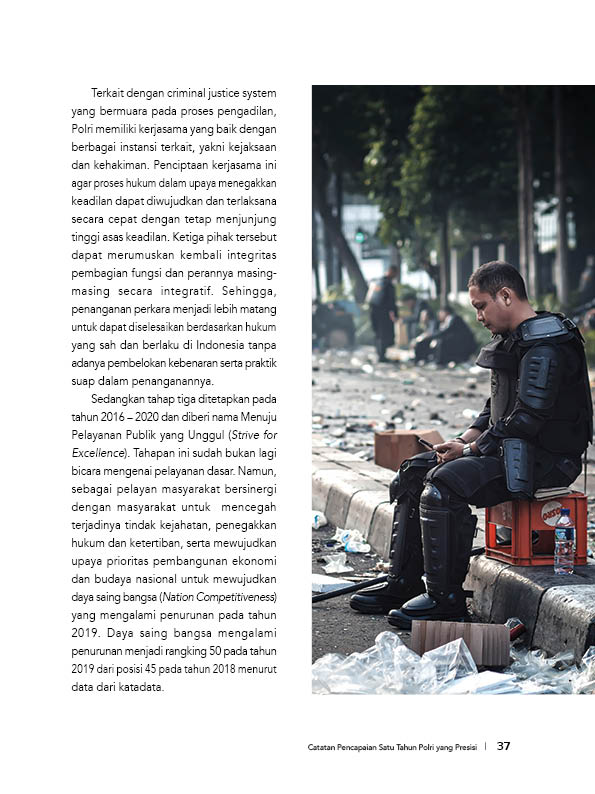 Terkait dengan criminal justice system
yang bermuara pada proses pengadilan,
Polri memiliki kerjasama yang baik dengan
berbagai instansi terkait, yakni kejaksaan
dan kehakiman. Penciptaan kerjasama ini
agar proses hukum dalam upaya menegakkan
keadilan dapat diwujudkan dan terlaksana
secara cepat dengan tetap menjunjung
tinggi asas keadilan. Ketiga pihak tersebut
dapat merumuskan kembali integritas
pembagian fungsi dan perannya masing-
masing secara integratif. Sehingga,
penanganan perkara menjadi lebih matang
untuk dapat diselesaikan berdasarkan hukum
yang sah dan berlaku di Indonesia tanpa
adanya pembelokan kebenaran serta praktik
suap dalam penanganannya.
Sedangkan tahap tiga ditetapkan pada
tahun 2016 – 2020 dan diberi nama Menuju
Pelayanan Publik yang Unggul (Strive for
Excellence). Tahapan ini sudah bukan lagi
bicara mengenai pelayanan dasar. Namun,
sebagai pelayan masyarakat bersinergi
dengan masyarakat untuk mencegah
terjadinya tindak kejahatan, penegakkan
hukum dan ketertiban, serta mewujudkan
upaya prioritas pembangunan ekonomi
dan budaya nasional untuk mewujudkan
daya saing bangsa (Nation Competitiveness)
yang mengalami penurunan pada tahun
2019. Daya saing bangsa mengalami
penurunan menjadi rangking 50 pada tahun
2019 dari posisi 45 pada tahun 2018 menurut
data dari katadata.
Catatan Pencapaian Satu Tahun Polri yang Presisi | 37